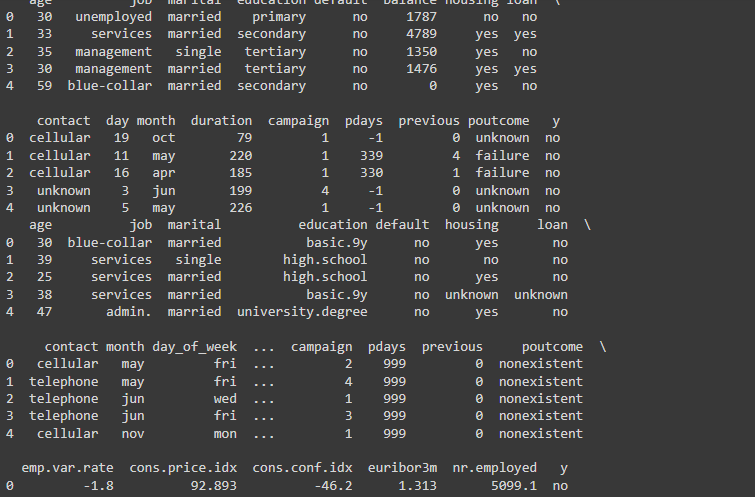 age job marital education default balance housing loan \
0 30 unemployed married primary no 1787 no no
1 33 services married secondary no 4789 yes yes
2 35 management single tertiary no 1350 yes no
3 30 management married tertiary no 1476 yes yes
4 59 blue-collar married secondary no 0 yes no
contact day month duration campaign pdays previous poutcome y
0 cellular 19 oct 79 1 -1 0 unknown no
1 cellular 11 may 220 1 339 4 failure no
2 cellular 16 apr 185 1 330 1 failure no
3 unknown 3 jun 199 4 -1 0 unknown no
4 unknown 5 may 226 1 -1 0 unknown no
age job marital education default housing loan \
0 30 blue-collar married basic.9y no yes no
1 39 services single high.school no no no
2 25 services married high.school no yes no
3 38 services married basic.9y no unknown unknown
4 47 admin. married university.degree no yes no
contact month day_of_week ... campaign pdays previous poutcome \
0 cellular may fri ... 2 999 0 nonexistent
1 telephone may fri ... 4 999 0 nonexistent
2 telephone jun wed ... 1 999 0 nonexistent
3 telephone jun fri ... 3 999 0 nonexistent
4 cellular nov mon ... 1 999 0 nonexistent
emp.var.rate cons.price.idx cons.conf.idx euribor3m nr.employed y
0 -1.8 92.893 -46.2 1.313 5099.1 no